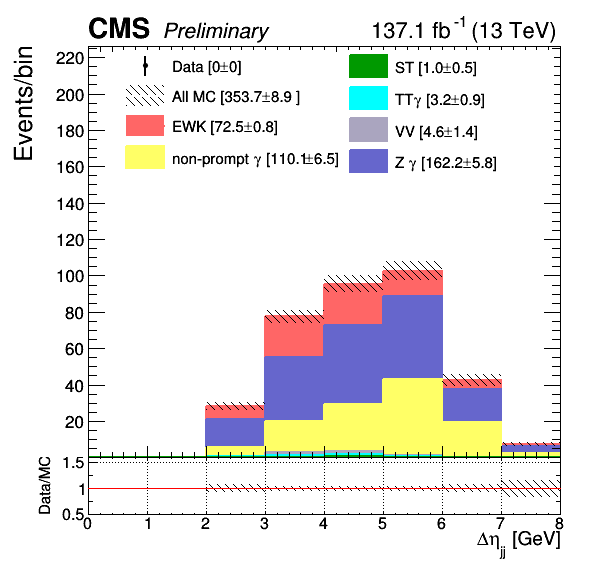 CMS Preliminary 137.1 fb⁻¹ (13 TeV)
Events/bin
Data [0±0]
All MC [353.7±8.9 ]
EWK [72.5±0.8]
non-prompt γ [110.1±6.5]
ST [1.0±0.5]
TTγ [3.2±0.9]
VV [4.6±1.4]
Z γ [162.2±5.8]
220
200
180
160
140
120
100
80
60
40
20
Data/MC
1.5
1
0.5
0 1 2 3 4 5 6 7 8
Δη_jj [GeV]